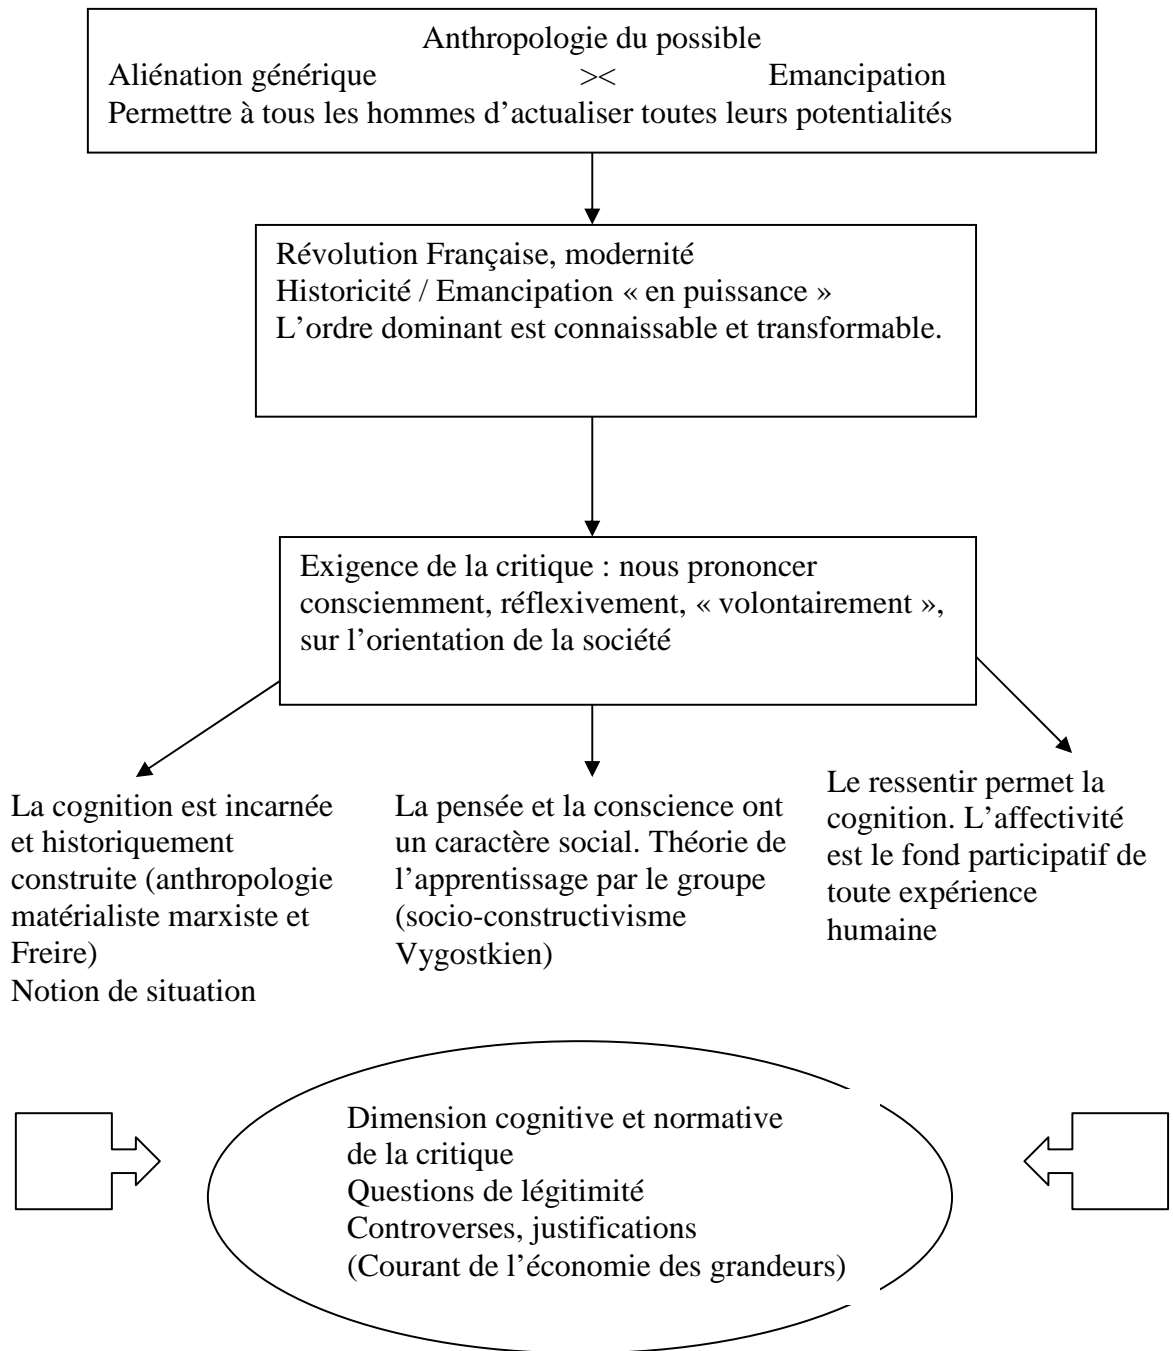 Anthropologie du possible
Aliénation générique >< Emancipation
Permettre à tous les hommes d’actualiser toutes leurs potentialités
Révolution Française, modernité
Historicité / Emancipation « en puissance »
L’ordre dominant est connaissable et transformable.
Exigence de la critique : nous prononcer
consciemment, réflexivement, « volontairement »,
sur l’orientation de la société
La cognition est incarnée
et historiquement
construite (anthropologie
matérialiste marxiste et
Freire)
Notion de situation
La pensée et la conscience ont
un caractère social. Théorie de
l’apprentissage par le groupe
(socio-constructivisme
Vygostkien)
Le ressentir permet la
cognition. L’affectivité
est le fond participatif de
toute expérience
humaine
Dimension cognitive et normative
de la critique
Questions de légitimité
Controverses, justifications
(Courant de l’économie des grandeurs)